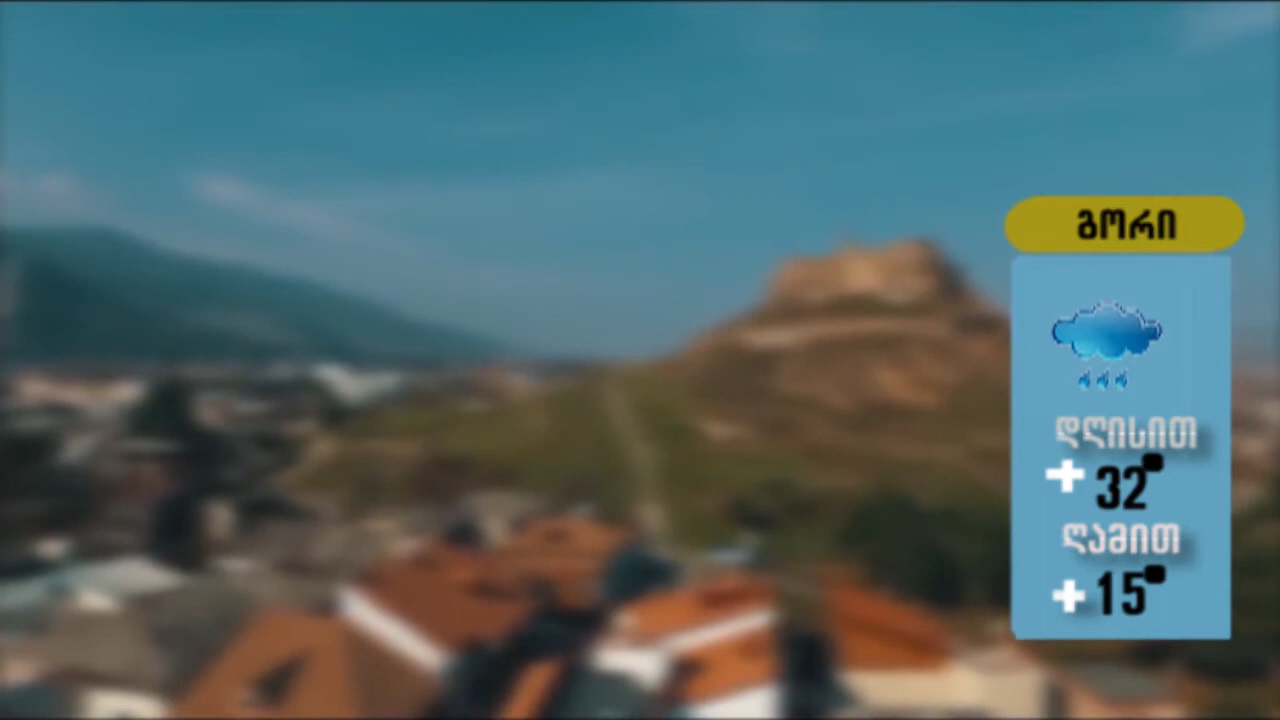 გორი
დღისით
+ 32°
ღამით
+ 15°